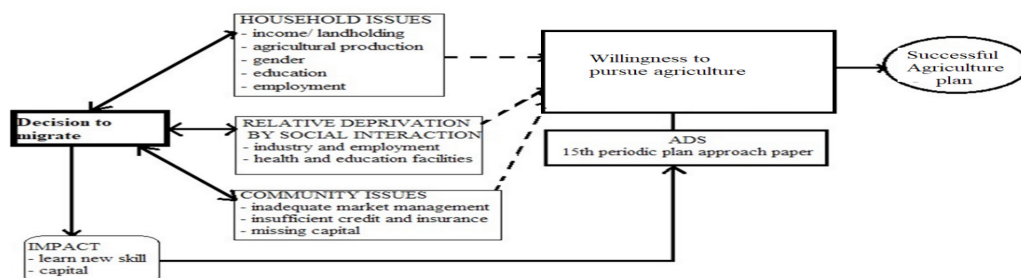 HOUSEHOLD ISSUES
- income/ landholding
- agricultural production
- gender
- education
- employment
Willingness to
pursue agriculture
Successful
Agriculture
plan
Decision to
migrate
RELATIVE DEPRIVATION
BY SOCIAL INTERACTION
- industry and employment
- health and education facilities
ADS
15th periodic plan approach paper
COMMUNITY ISSUES
- inadequate market management
- insufficient credit and insurance
- missing capital
IMPACT
- learn new skill
- capital